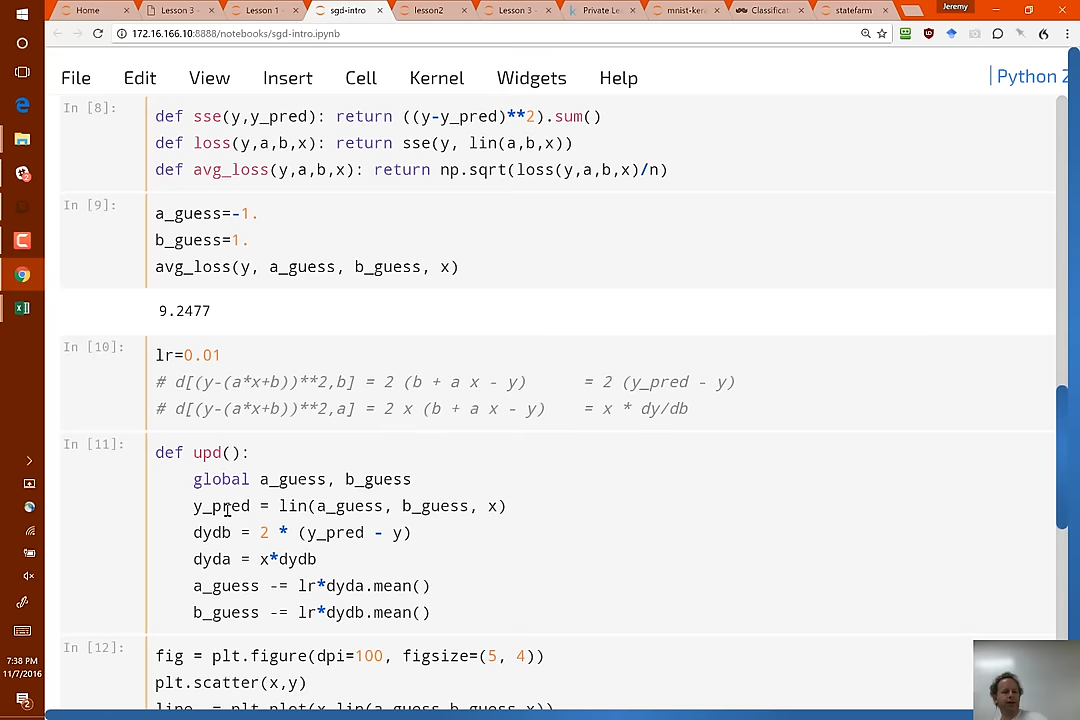 Home
Lesson 3 -
Lesson 1 -
sgd-intro
lesson2
Lesson 3 -
Private Le
mnist-ker
Classificat
statefarm
Jeremy
172.16.166.10:8888/notebooks/sgd-intro.ipynb
File Edit View Insert Cell Kernel Widgets Help
Python 2
In [8]:
def sse(y,y_pred): return ((y-y_pred)**2).sum()
def loss(y,a,b,x): return sse(y, lin(a,b,x))
def avg_loss(y,a,b,x): return np.sqrt(loss(y,a,b,x)/n)
In [9]:
a_guess=-1.
b_guess=1.
avg_loss(y, a_guess, b_guess, x)
9.2477
In [10]:
lr=0.01
# d[(y-(a*x+b))**2,b] = 2 (b + a x - y)      = 2 (y_pred - y)
# d[(y-(a*x+b))**2,a] = 2 x (b + a x - y)    = x * dy/db
In [11]:
def upd():
    global a_guess, b_guess
    y_pred = lin(a_guess, b_guess, x)
    dydb = 2 * (y_pred - y)
    dyda = x*dydb
    a_guess -= lr*dyda.mean()
    b_guess -= lr*dydb.mean()
In [12]:
fig = plt.figure(dpi=100, figsize=(5, 4))
plt.scatter(x,y)
line, = plt.plot(x,lin(a_guess,b_guess,x))
7:38 PM
11/7/2016